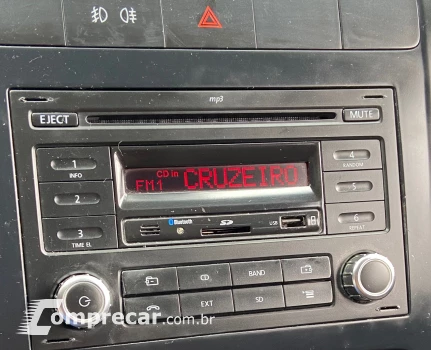 mp3
EJECT
MUTE
1
INFO
CD in
FM1 CRUZEIRO
4
RANDOM
2
5
Bluetooth
SD
USB
3
TIME EL
6
REPEAT
CD
BAND
EXT
SD
Comprecar.com.br